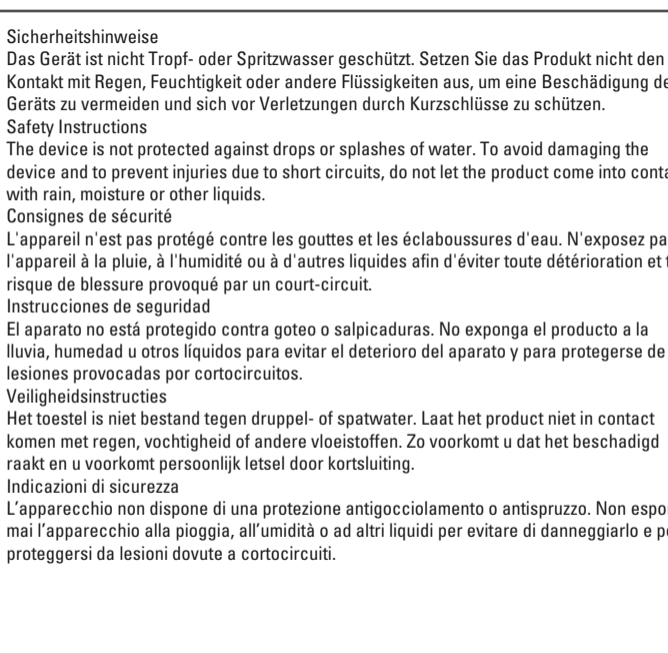 Sicherheitshinweise
Das Gerät ist nicht Tropf- oder Spritzwasser geschützt. Setzen Sie das Produkt nicht den
Kontakt mit Regen, Feuchtigkeit oder andere Flüssigkeiten aus, um eine Beschädigung
Geräts zu vermeiden und sich vor Verletzungen durch Kurzschlüsse zu schützen.
Safety Instructions
The device is not protected against drops or splashes of water. To avoid damaging the
device and to prevent injuries due to short circuits, do not let the product come into
with rain, moisture or other liquids.
Consignes de sécurité
L'appareil n'est pas protégé contre les gouttes et les éclaboussures d'eau. N'exposez
l'appareil à la pluie, à l'humidité ou à d'autres liquides afin d'éviter toute détérioration et
risque de blessure provoqué par un court-circuit.
Instrucciones de seguridad
El aparato no está protegido contra goteo o salpicaduras. No exponga el producto a la
lluvia, humedad u otros líquidos para evitar el deterioro del aparato y para protegerse de
lesiones provocadas por cortocircuitos.
Veiligheidsinstructies
Het toestel is niet bestand tegen druppel- of spatwater. Laat het product niet in contact
komen met regen, vochtigheid of andere vloeistoffen. Zo voorkomt u dat het beschadigd
raakt en u voorkomt persoonlijk letsel door kortsluiting.
Indicazioni di sicurezza
L’apparecchio non dispone di una protezione antigocciolamento o antispruzzo. Non
mai l’apparecchio alla pioggia, all’umidità o ad altri liquidi per evitare di danneggiarlo e
proteggersi da lesioni dovute a cortocircuiti.